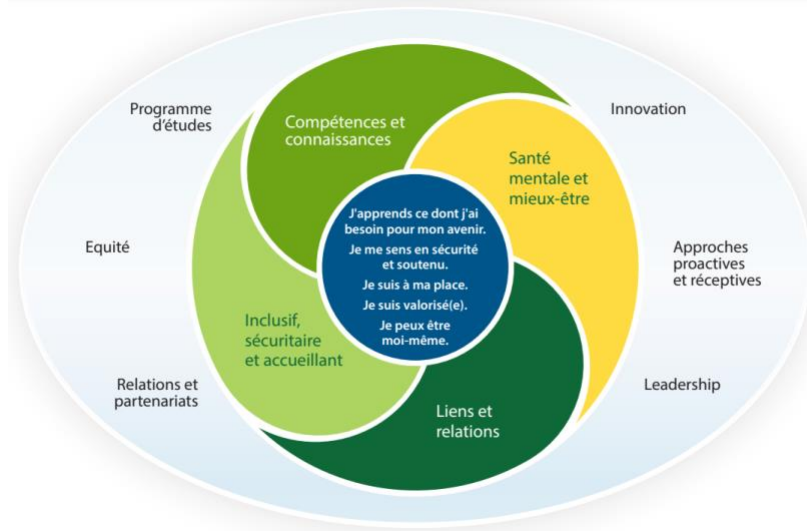 Programme
d'études
Compétences et
connaissances
Innovation
Santé
mentale et
mieux-être
J'apprends ce dont j'ai
besoin pour mon avenir.
Je me sens en sécurité
et soutenu.
Je suis à ma place.
Je suis valorisé(e).
Je peux être
moi-même.
Equité
Approches
proactives
et réceptives
Inclusif,
sécuritaire
et accueillant
Relations et
partenariats
Liens et
relations
Leadership